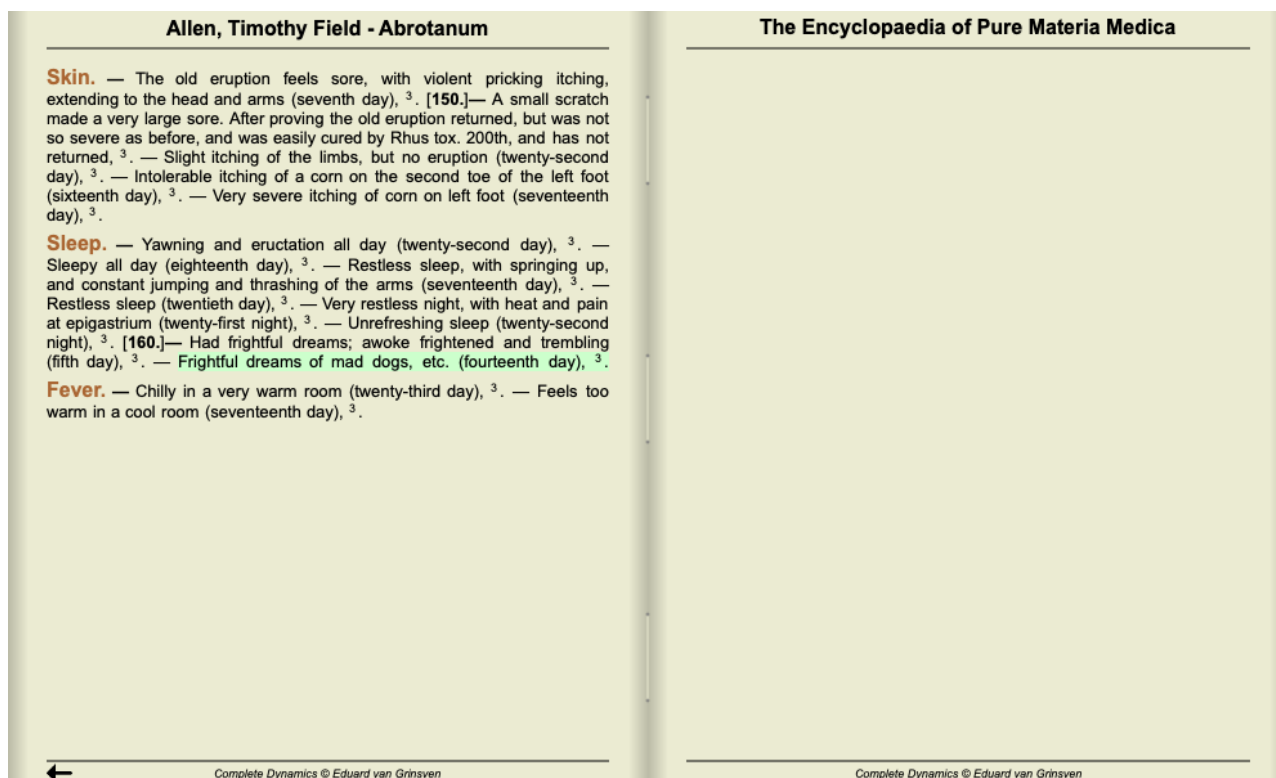 Allen, Timothy Field - Abrotanum
Skin. — The old eruption feels sore, with violent pricking itching,
extending to the head and arms (seventh day), ³. [150.]— A small scratch
made a very large sore. After proving the old eruption returned, but was not
so severe as before, and was easily cured by Rhus tox. 200th, and has not
returned, ³. — Slight itching of the limbs, but no eruption (twenty-second
day), ³. — Intolerable itching of a corn on the second toe of the left foot
(sixteenth day), ³. — Very severe itching of corn on left foot (seventeenth
day), ³.
Sleep. — Yawning and eructation all day (twenty-second day), ³. —
Sleepy all day (eighteenth day), ³. — Restless sleep, with springing up,
and constant jumping and thrashing of the arms (seventeenth day), ³. —
Restless sleep (twentieth day), ³. — Very restless night, with heat and pain
at epigastrium (twenty-first night), ³. — Unrefreshing sleep (twenty-second
night), ³. [160.]— Had frightful dreams; awoke frightened and trembling
(fifth day), ³. — Frightful dreams of mad dogs, etc. (fourteenth day), ³.
Fever. — Chilly in a very warm room (twenty-third day), ³. — Feels too
warm in a cool room (seventeenth day), ³.
Complete Dynamics © Eduard van Grinsven
The Encyclopaedia of Pure Materia Medica
Complete Dynamics © Eduard van Grinsven